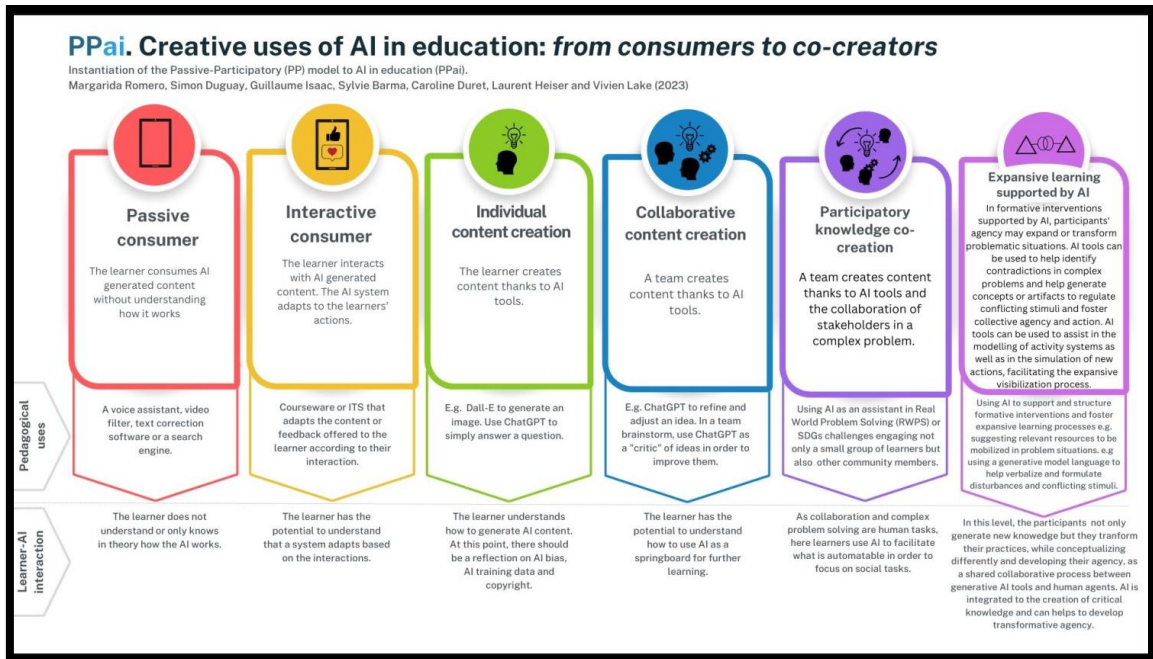 PPai. Creative uses of AI in education: from consumers to co-creators
Instantiation of the Passive-Participatory (PP) model to AI in education (PPai).
Margarida Romero, Simon Duguay, Guillaume Isaac, Sylvie Barma, Caroline Duret, Laurent Heiser and Vivien Lake (2023)
Passive
consumer
The learner consumes AI
generated content
without understanding
how it works
Interactive
consumer
The learner interacts
with AI generated
content. The AI system
adapts to the learners'
actions.
Individual
content creation
The learner creates
content thanks to AI
tools.
Collaborative
content creation
A team creates
content thanks to AI
tools.
Participatory
knowledge co-
creation
A team creates content
thanks to AI tools and
the collaboration of
stakeholders in a
complex problem.
Expansive learning
supported by AI
In formative interventions
supported by AI, participants'
agency may expand or transform
problematic situations. AI tools can
be used to help identify
contradictions in complex
problems and help generate
concepts or artifacts to regulate
conflicting stimuli and foster
collective agency and action. AI
tools can be used to assist in the
modelling of activity systems as
well as in the simulation of new
actions, facilitating the expansive
visibilization process.
Pedagogical
uses
A voice assistant, video
filter, text correction
software or a search
engine.
Courseware or ITS that
adapts the content or
feedback offered to the
learner according to their
interaction.
E.g. Dall-E to generate an
image. Use ChatGPT to
simply answer a question.
E.g. ChatGPT to refine and
adjust an idea. In a team
brainstorm, use ChatGPT as
a "critic" of ideas in order to
improve them.
Using AI as an assistant in Real
World Problem Solving (RWPS) or
SDGs challenges engaging not
only a small group of learners but
also other community members.
Using AI to support and structure
formative interventions and foster
expansive learning processes e.g.
suggesting relevant resources to be
mobilized in problem situations. e.g
using a generative model language to
help verbalize and formulate
disturbances and conflicting stimuli.
Learner-AI
interaction
The learner does not
understand or only knows
in theory how the AI works.
The learner has the
potential to understand
that a system adapts based
on the interactions.
The learner understands
how to generate AI content.
At this point, there should
be a reflection on AI bias,
AI training data and
copyright.
The learner has the
potential to understand
how to use AI as a
springboard for further
learning.
As collaboration and complex
problem solving are human tasks,
here learners use AI to facilitate
what is automatable in order to
focus on social tasks.
In this level, the participants not only
generate new knowledge but they tranform
their practices, while conceptualizing
differently and developing their agency, as
a shared collaborative process between
generative AI tools and human agents. AI is
integrated to the creation of critical
knowledge and can helps to develop
transformative agency.